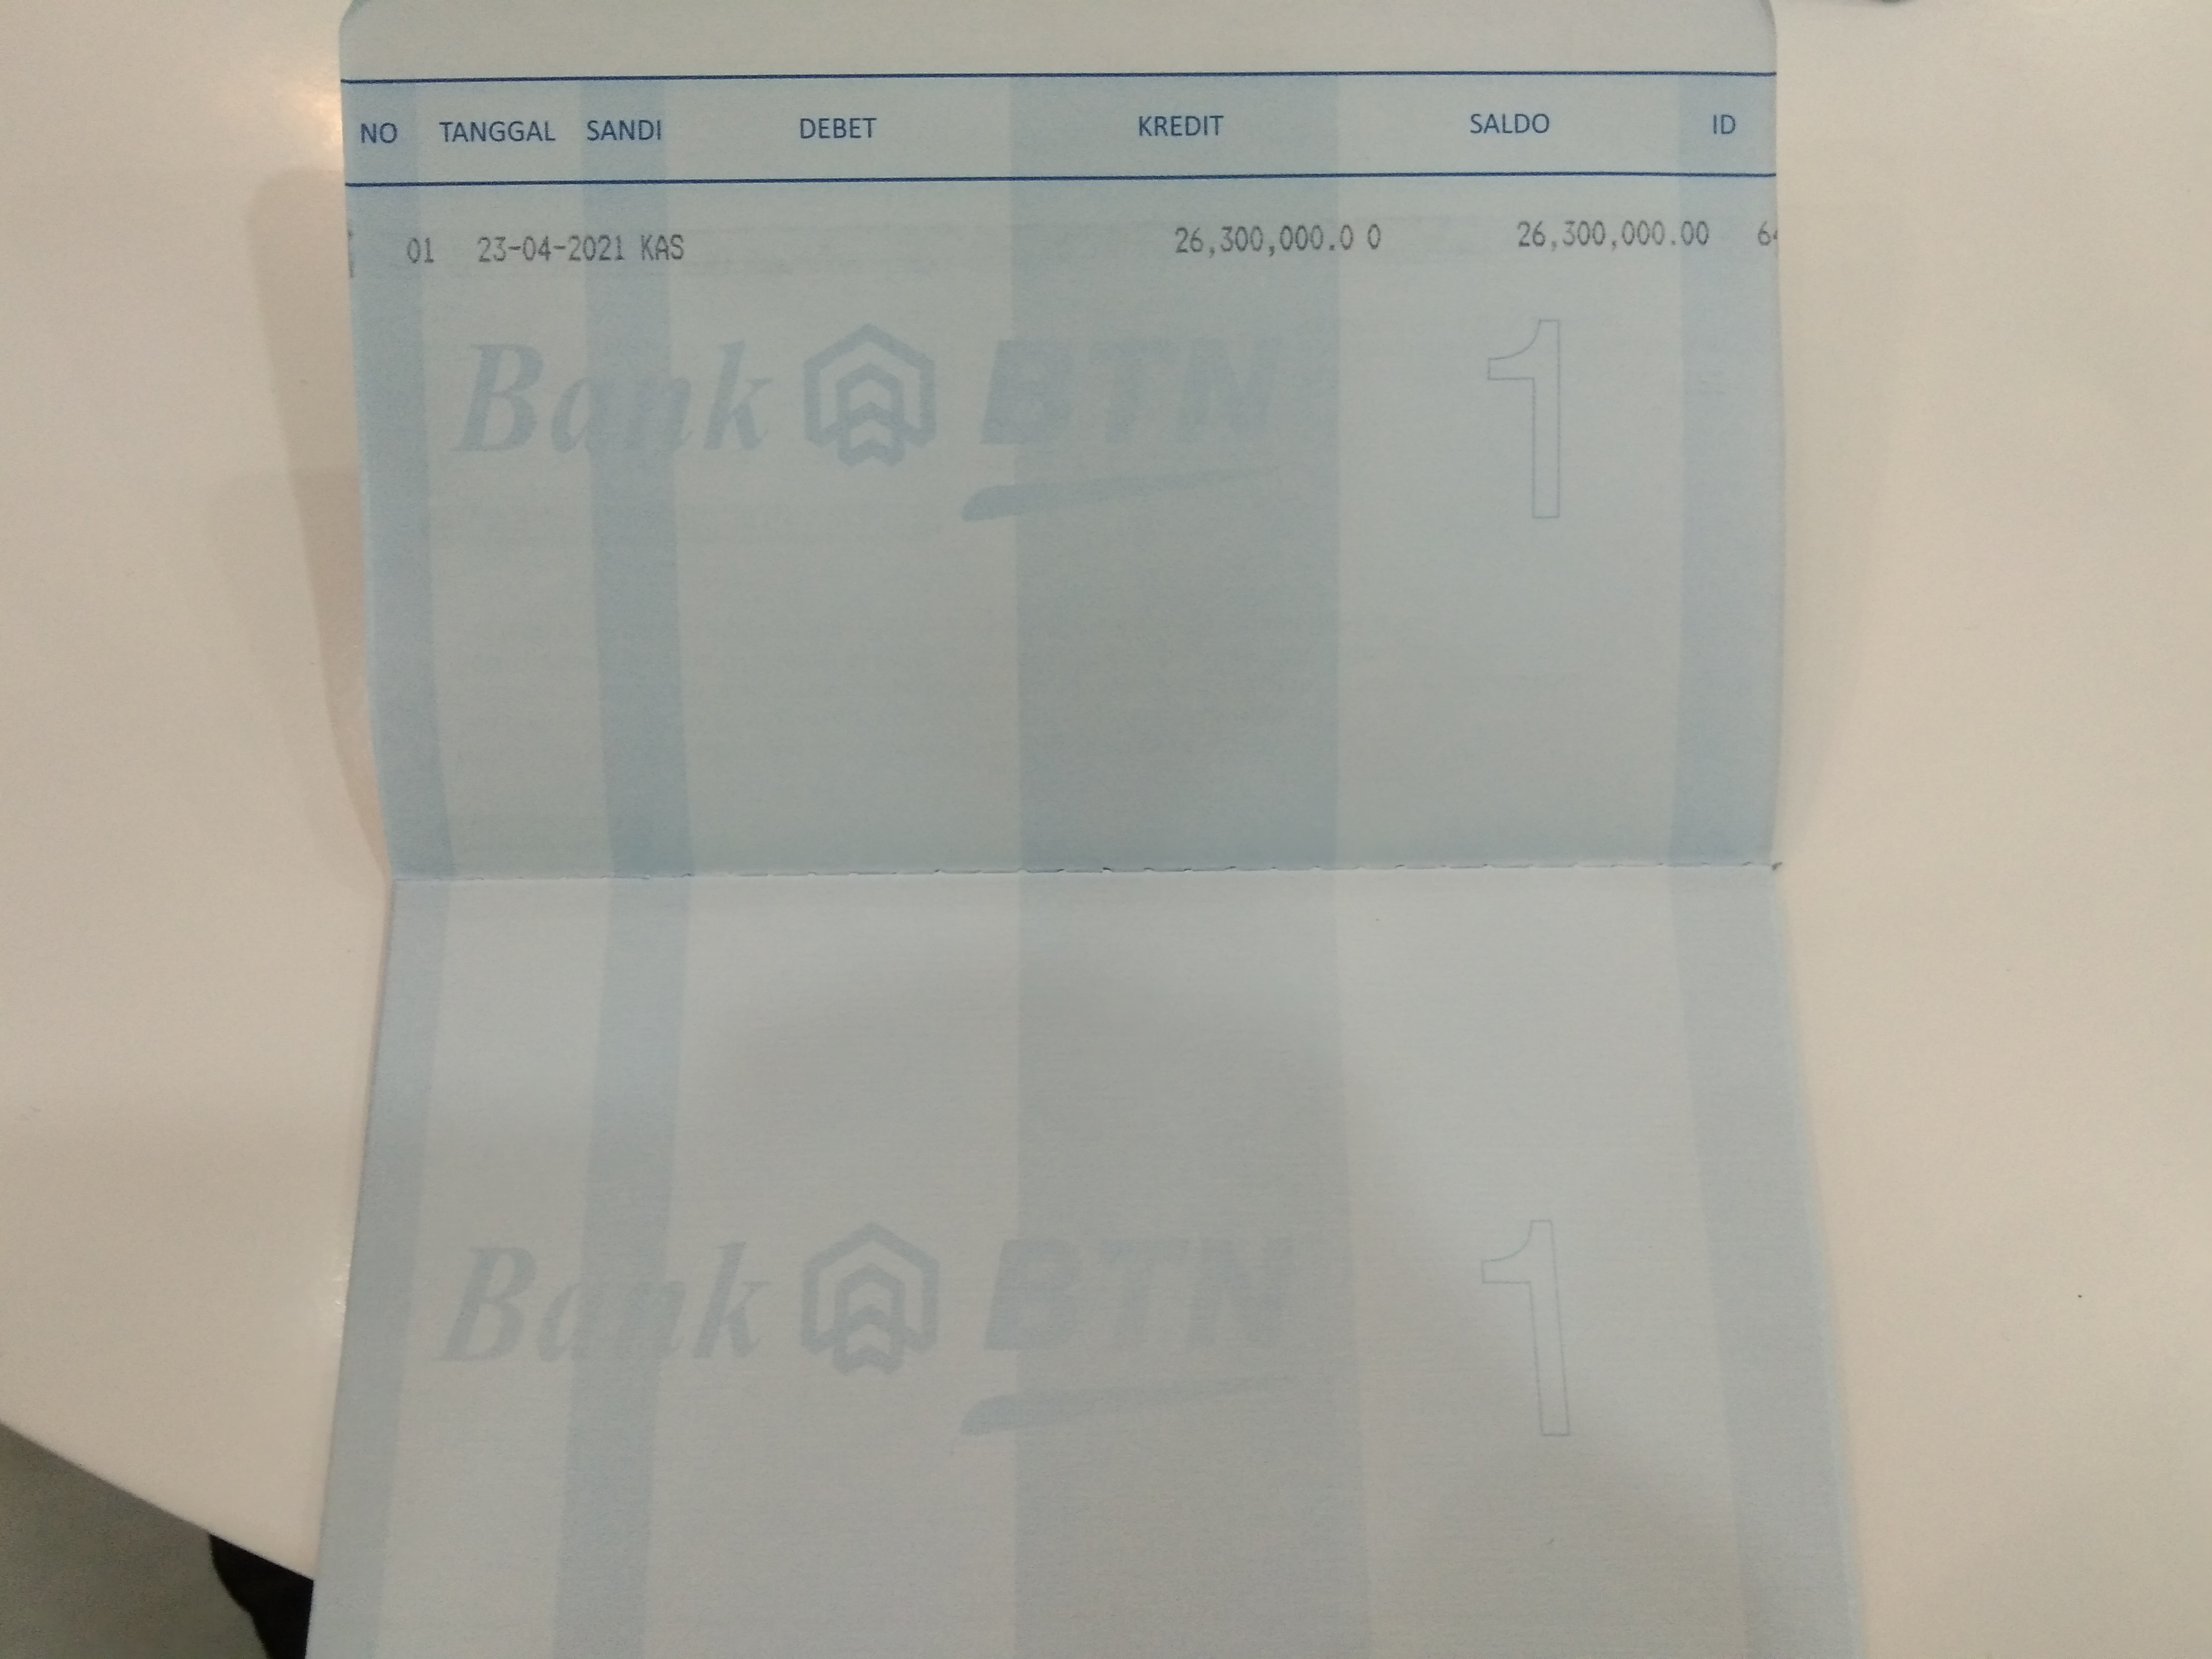 NO TANGGAL SANDI DEBET KREDIT SALDO ID
01 23-04-2021 KAS 26,300,000.0 0 26,300,000.00
Bank BTN
1
Bank BTN
1